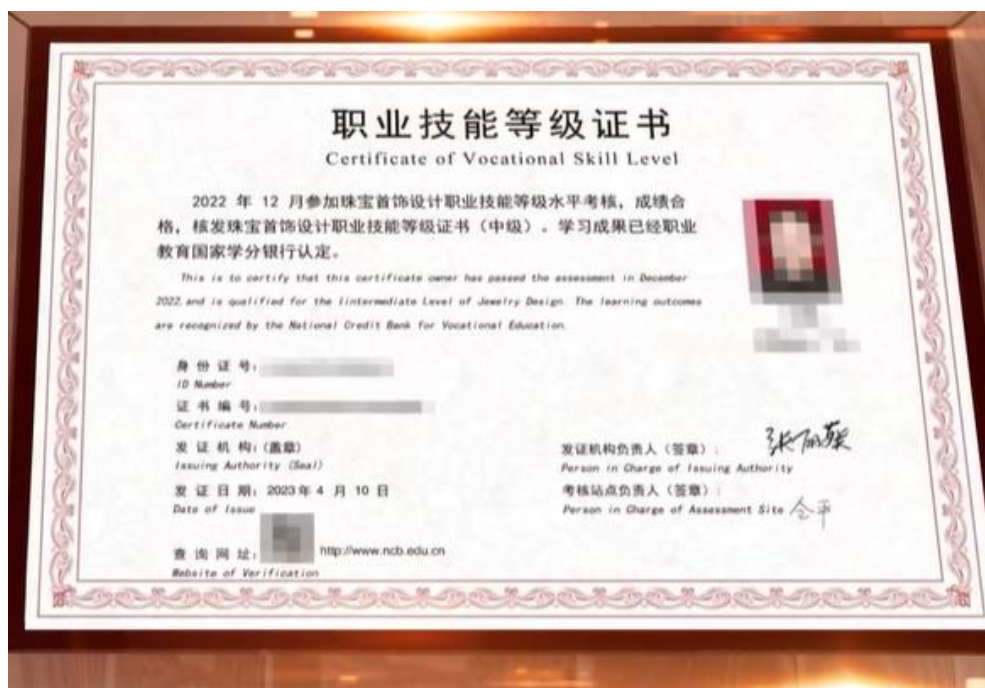 职业技能等级证书
Certificate of Vocational Skill Level
2022 年 12 月参加珠宝首饰设计职业技能等级水平考核，成绩合
格，核发珠宝首饰设计职业技能等级证书（中级）。学习成果已经职业
教育国家学分银行认定。
This is to certify that this certificate owner has passed the assessment in December
2022,and is qualified for the Iintermediate Level of Jewelry Design. The learning outcomes
are recognized by the National Credit Bank for Vocational Education.
身 份 证 号：
ID Number
证 书 编 号：
Certificate Number
发 证 机 构：（盖章）
Issuing Authority (Seal)
发 证 日 期：2023 年 4 月 10 日
Date of Issue
查 询 网 址： http://www.ncb.edu.cn
Website of Verification
发证机构负责人（签章）：
Person in Charge of Issuing Authority
考核站点负责人（签章）：
Person in Charge of Assessment Site